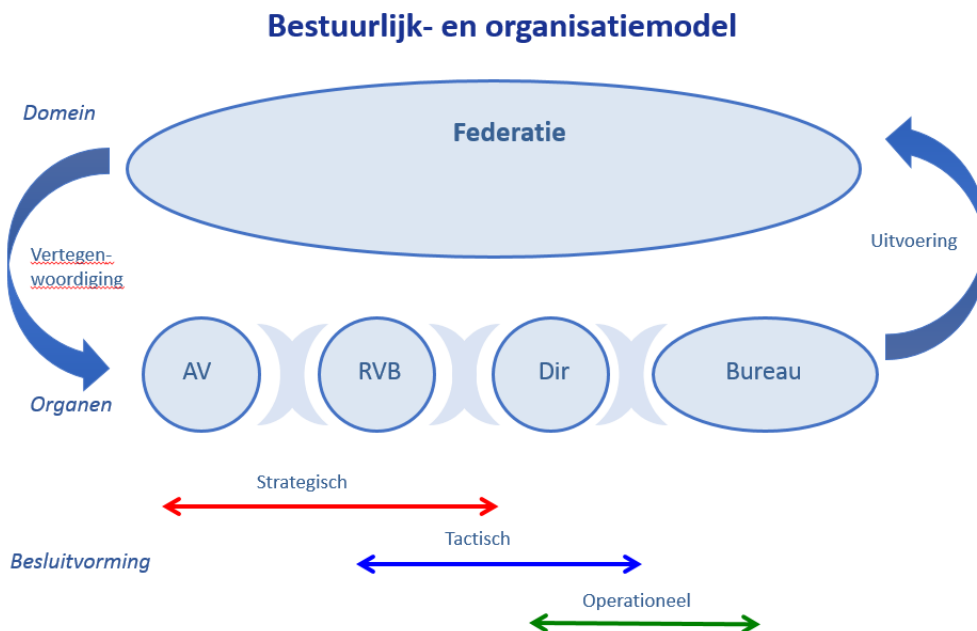 Bestuurlijk- en organisatiemodel
Domein
Federatie
Vertegen-
woordiging
Uitvoering
AV
RVB
Dir
Bureau
Organen
Strategisch
Tactisch
Besluitvorming
Operationeel